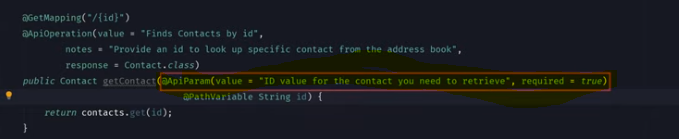 @GetMapping("/{id}")
@ApiOperation(value = "Finds Contacts by id",
notes = "Provide an id to look up specific contact from the address book",
response = Contact.class)
public Contact getContact(@ApiParam(value = "ID value for the contact you need to retrieve", required = true)
@PathVariable String id) {
return contacts.get(id);
}